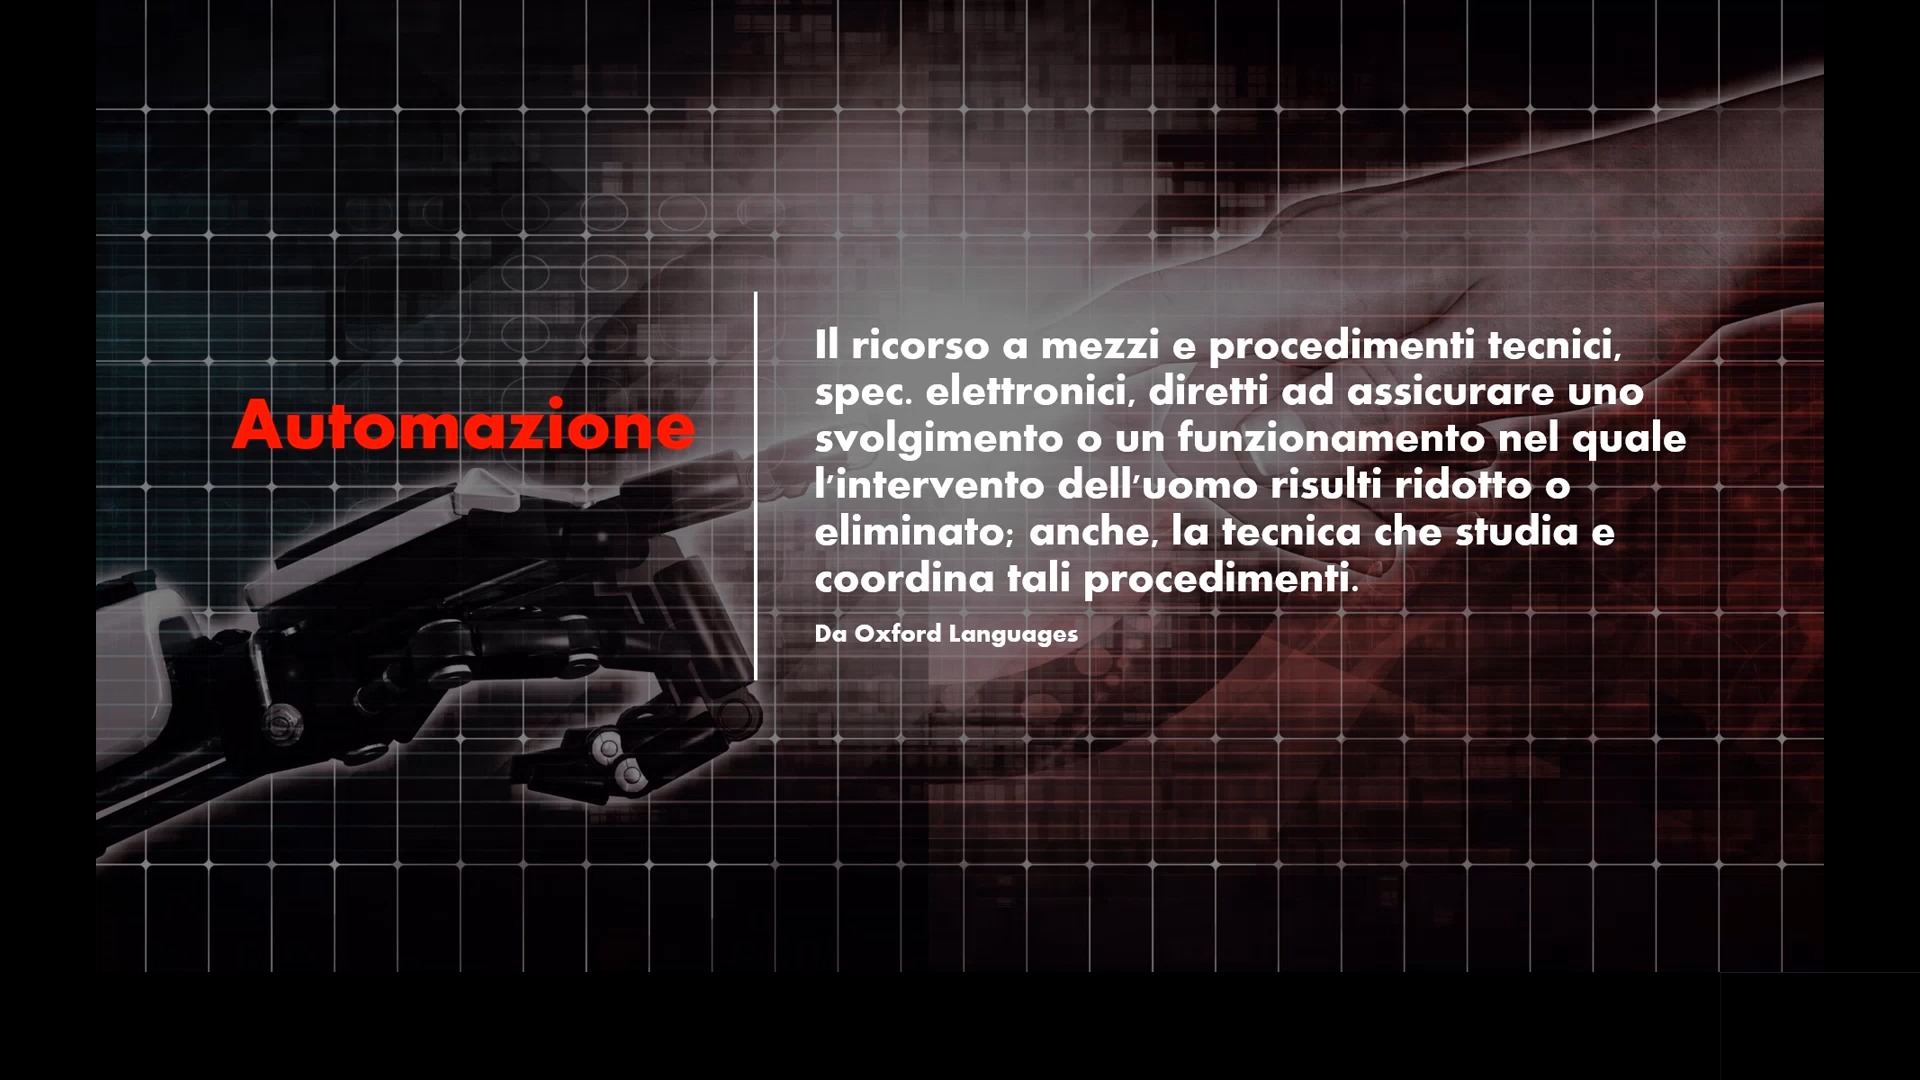 Automazione
Il ricorso a mezzi e procedimenti tecnici,
spec. elettronici, diretti ad assicurare uno
svolgimento o un funzionamento nel quale
l'intervento dell'uomo risulti ridotto o
eliminato; anche, la tecnica che studia e
coordina tali procedimenti.
Da Oxford Languages